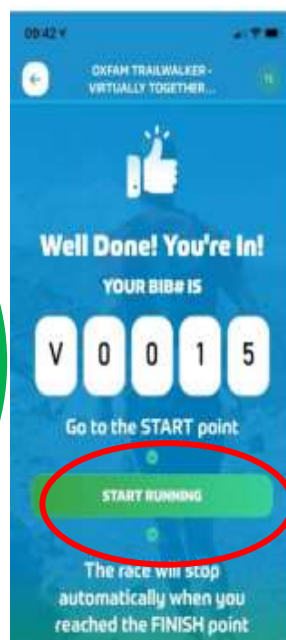 09:42
OXFAM TRAILWALKER -
VIRTUALLY TOGETHER...
Well Done! You're In!
YOUR BIB# IS
V 0 0 1 5
Go to the START point
START RUNNING
The race will stop
automatically when you
reached the FINISH point